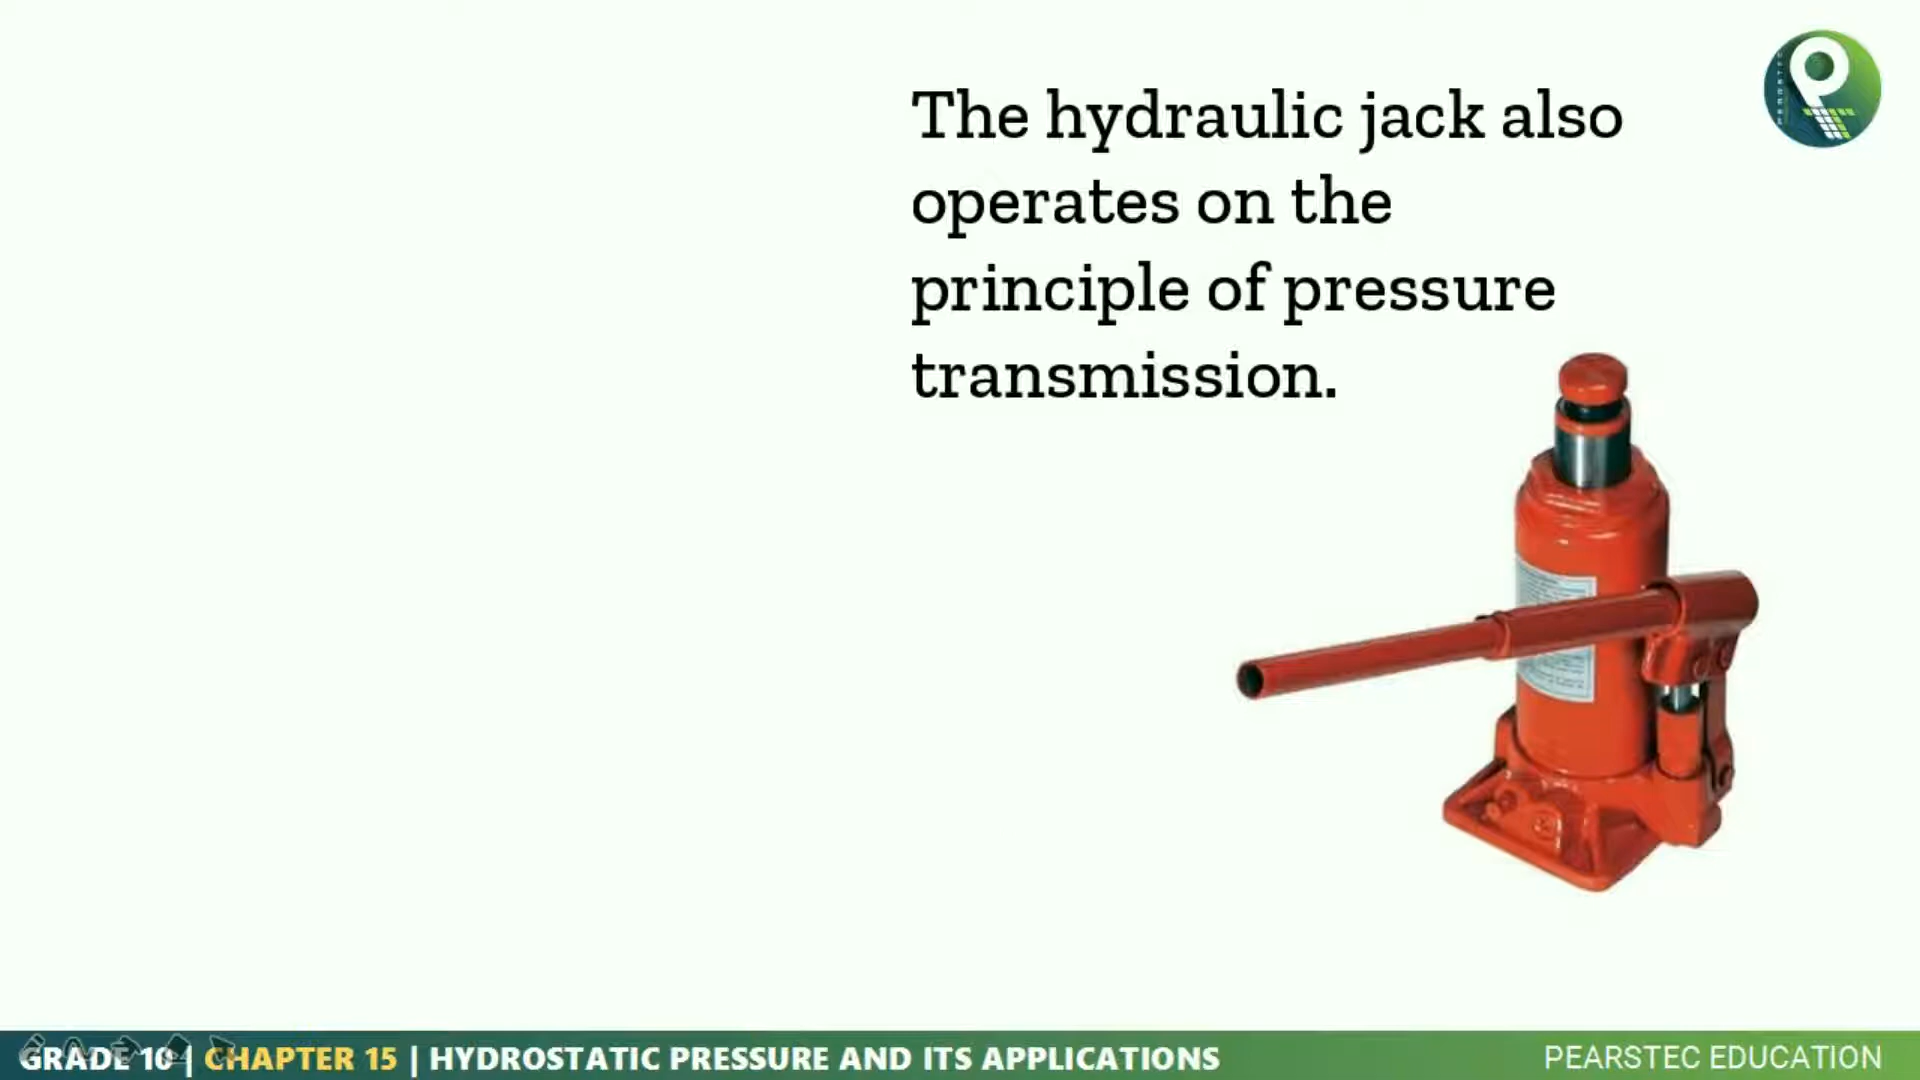 The hydraulic jack also
operates on the
principle of pressure
transmission.
GRADE 10 | CHAPTER 15 | HYDROSTATIC PRESSURE AND ITS APPLICATIONS
PEARSTEC EDUCATION